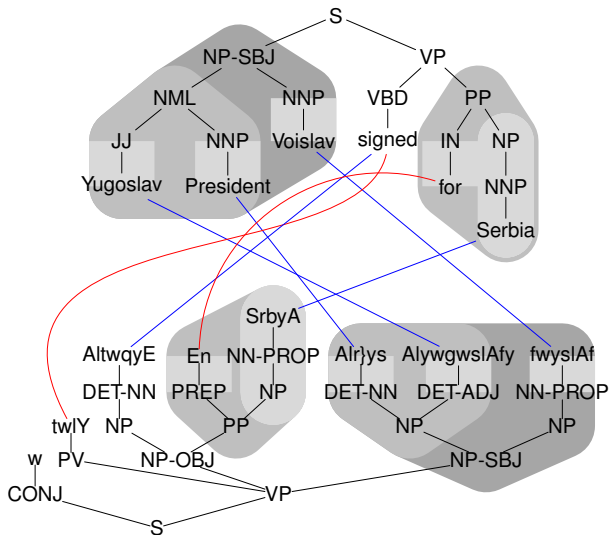 S
NP-SBJ VP
NML NNP VBD PP
JJ NNP Voislav signed IN NP
Yugoslav President for NNP
Serbia
SrbyA
AltwqyE En NN-PROP Alr}ys AlywgwslAfy fwyslAf
DET-NN PREP NP DET-NN DET-ADJ NN-PROP
twlY NP PP NP NP
w PV NP-OBJ NP-SBJ
CONJ VP
S